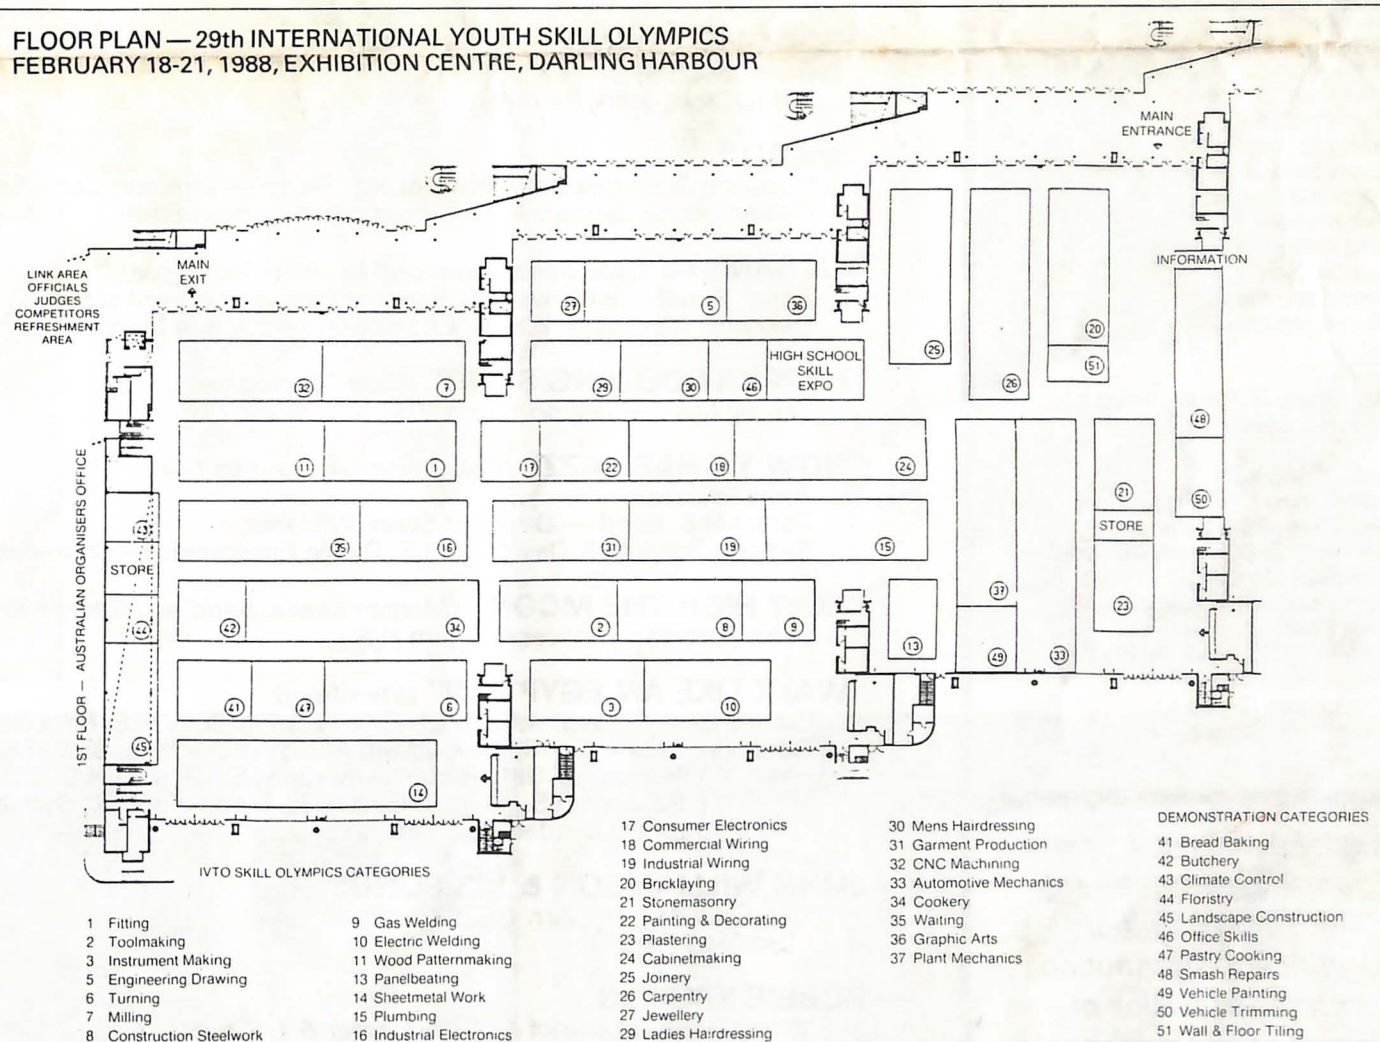 FLOOR PLAN — 29th INTERNATIONAL YOUTH SKILL OLYMPICS
FEBRUARY 18-21, 1988, EXHIBITION CENTRE, DARLING HARBOUR
MAIN
ENTRANCE
INFORMATION
LINK AREA
OFFICIALS
JUDGES
COMPETITORS
REFRESHMENT
AREA
MAIN
EXIT
27
5
36
20
51
25
26
32
7
29
30
46
HIGH SCHOOL
SKILL
EXPO
48
50
11
1
17
22
18
24
21
STORE
23
43
STORE
44
45
1ST FLOOR — AUSTRALIAN ORGANISERS OFFICE
35
16
31
19
15
37
49
33
42
34
2
8
9
13
41
47
6
3
10
14
IVTO SKILL OLYMPICS CATEGORIES
1 Fitting
2 Toolmaking
3 Instrument Making
5 Engineering Drawing
6 Turning
7 Milling
8 Construction Steelwork
9 Gas Welding
10 Electric Welding
11 Wood Patternmaking
13 Panelbeating
14 Sheetmetal Work
15 Plumbing
16 Industrial Electronics
17 Consumer Electronics
18 Commercial Wiring
19 Industrial Wiring
20 Bricklaying
21 Stonemasonry
22 Painting & Decorating
23 Plastering
24 Cabinetmaking
25 Joinery
26 Carpentry
27 Jewellery
29 Ladies Hairdressing
30 Mens Hairdressing
31 Garment Production
32 CNC Machining
33 Automotive Mechanics
34 Cookery
35 Waiting
36 Graphic Arts
37 Plant Mechanics
DEMONSTRATION CATEGORIES
41 Bread Baking
42 Butchery
43 Climate Control
44 Floristry
45 Landscape Construction
46 Office Skills
47 Pastry Cooking
48 Smash Repairs
49 Vehicle Painting
50 Vehicle Trimming
51 Wall & Floor Tiling